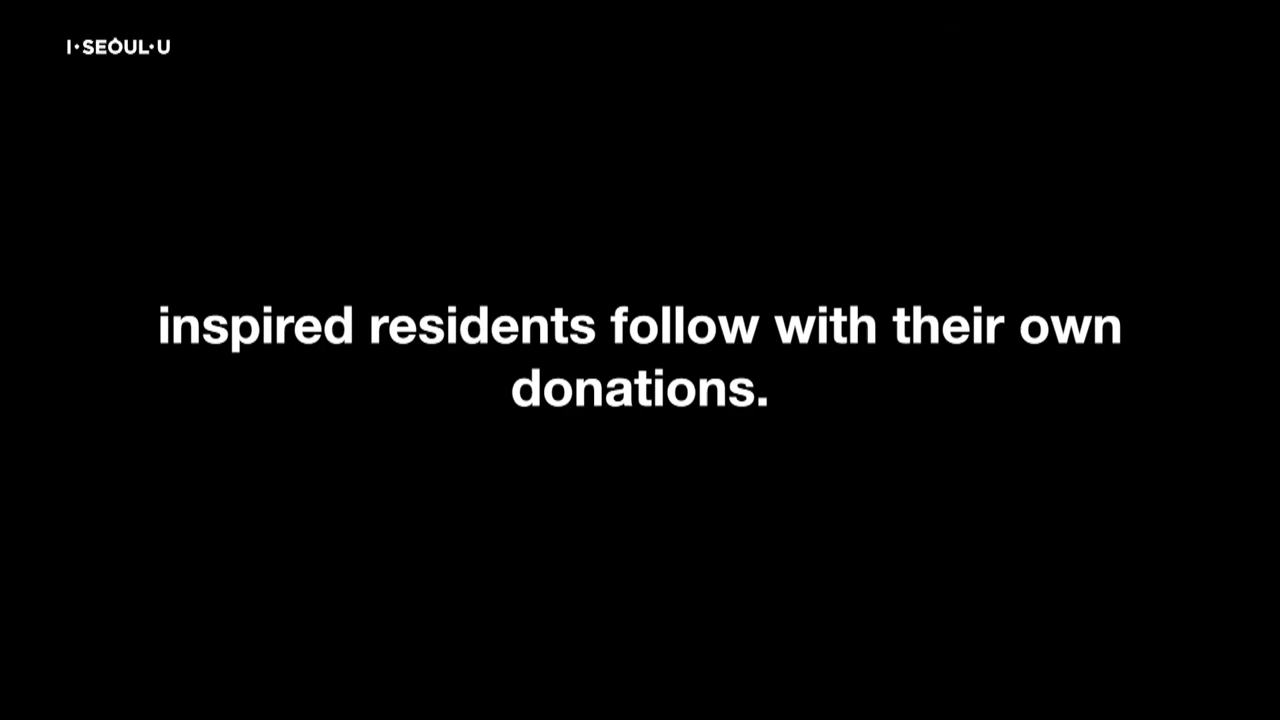 I·SEOUL·U
inspired residents follow with their own
donations.